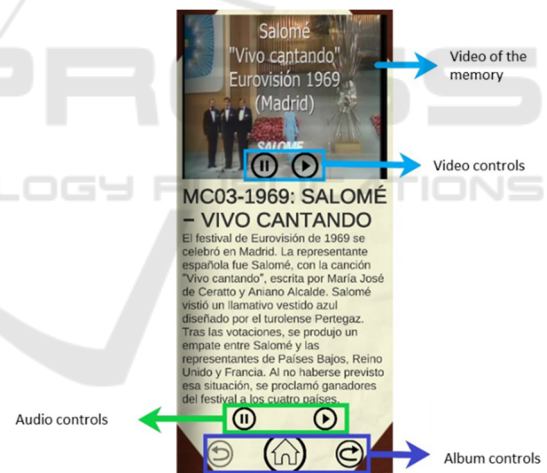 Salomé
"Vivo cantando"
Eurovisión 1969
(Madrid)
SALOME
Video of the
memory
Video controls
MC03-1969: SALOMÉ
– VIVO CANTANDO
El festival de Eurovisión de 1969 se
celebró en Madrid. La representante
española fue Salomé, con la canción
"Vivo cantando", escrita por María José
de Ceratto y Aniano Alcalde. Salomé
vistió un llamativo vestido azul
diseñado por el turolense Pertegaz.
Tras las votaciones, se produjo un
empate entre Salomé y las
representantes de Países Bajos, Reino
Unido y Francia. Al no haberse previsto
esa situación, se proclamó ganadores
del festival a los cuatro países.
Audio controls
Album controls